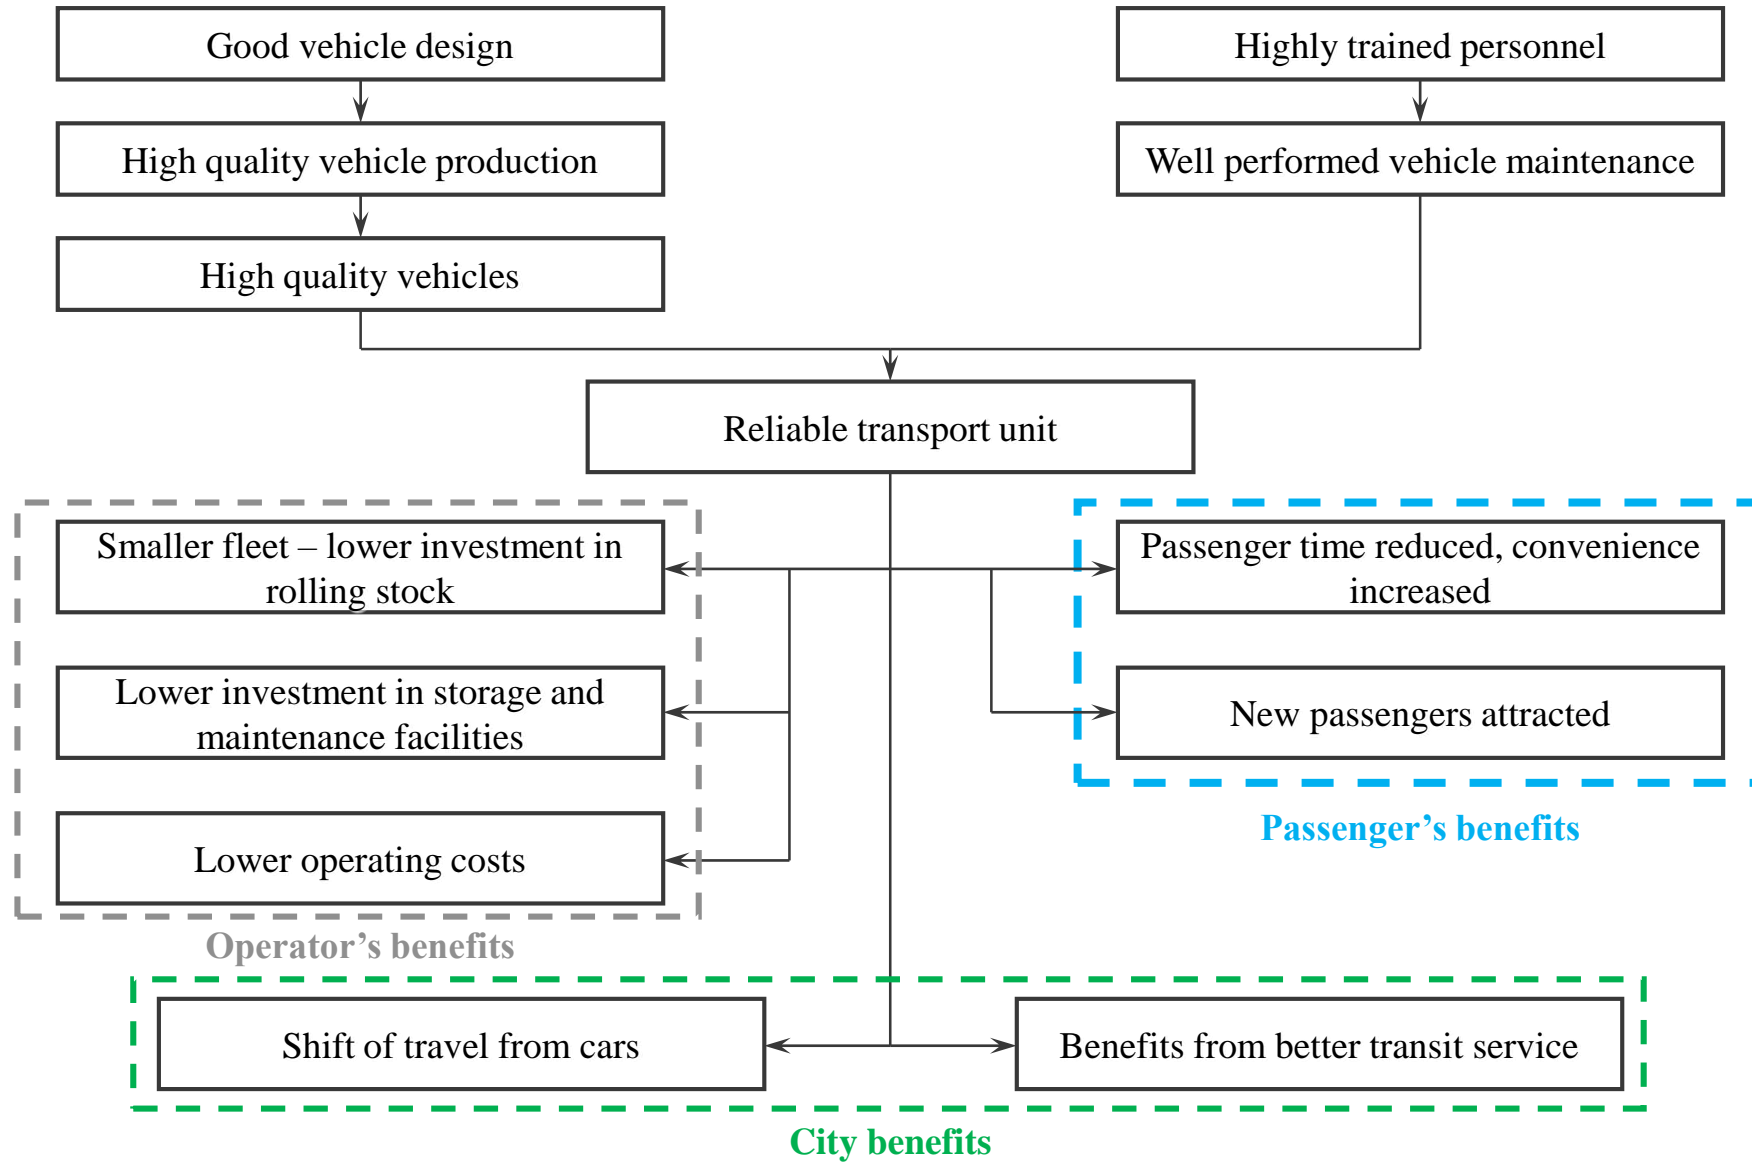 Good vehicle design
Highly trained personnel
High quality vehicle production
Well performed vehicle maintenance
High quality vehicles
Reliable transport unit
Smaller fleet – lower investment in
rolling stock
Passenger time reduced, convenience
increased
Lower investment in storage and
maintenance facilities
New passengers attracted
Passenger’s benefits
Lower operating costs
Operator’s benefits
Shift of travel from cars
Benefits from better transit service
City benefits